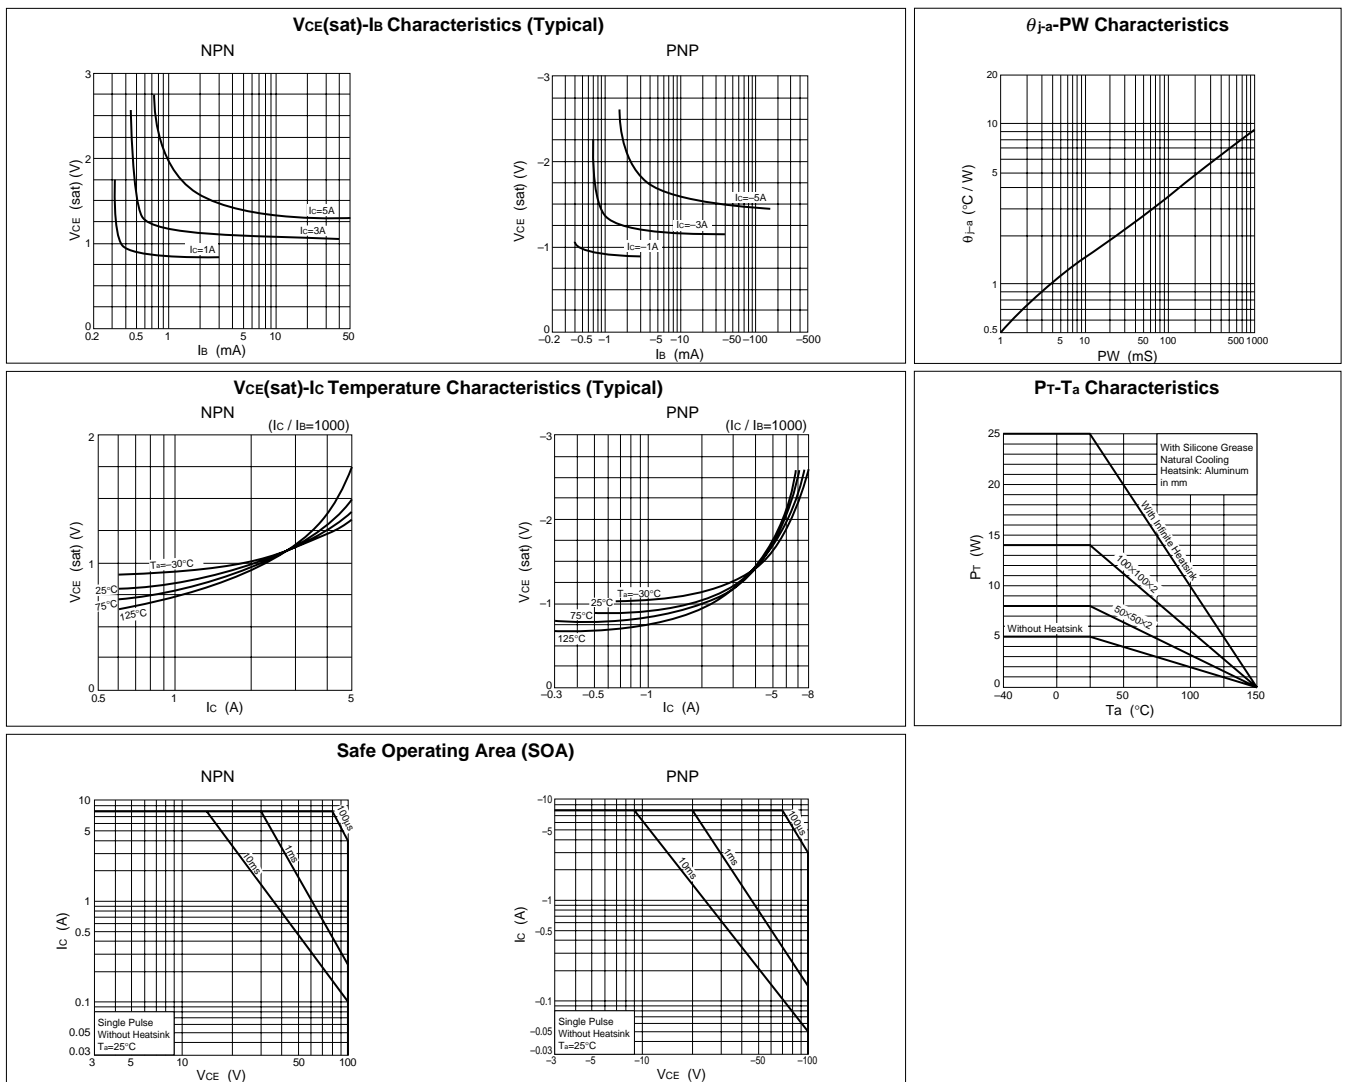 VCE(sat)-IB Characteristics (Typical)
NPN
3
2
1
0
VCE (sat) (V)
IC=5A
IC=3A
IC=1A
0.2 0.5 1 5 10 50
IB (mA)
PNP
–3
–2
–1
0
VCE (sat) (V)
IC=–5A
IC=–3A
IC=–1A
–0.2 –0.5 –1 –5 –10 –50 –100 –500
IB (mA)
θj-a-PW Characteristics
20
10
5
1
0.5
θj–a (°C / W)
1 5 10 50 100 500 1000
PW (mS)
VCE(sat)-IC Temperature Characteristics (Typical)
NPN
(IC / IB=1000)
2
1
0
VCE (sat) (V)
Ta=–30°C
25°C
75°C
125°C
0.5 1 5
IC (A)
PNP
(IC / IB=1000)
–3
–2
–1
0
VCE (sat) (V)
Ta=–30°C
25°C
75°C
125°C
–0.3 –0.5 –1 –5 –8
IC (A)
PT-Ta Characteristics
25
20
15
10
5
0
PT (W)
With Silicone Grease
Natural Cooling
Heatsink: Aluminum
in mm
With Infinite Heatsink
100×100×2
50×50×2
Without Heatsink
–40 0 50 100 150
Ta (°C)
Safe Operating Area (SOA)
NPN
10
5
1
0.5
0.1
0.05
0.03
IC (A)
100μs
1ms
10ms
Single Pulse
Without Heatsink
Ta=25°C
3 5 10 50 100
VCE (V)
PNP
–10
–5
–1
–0.5
–0.1
–0.05
–0.03
IC (A)
100μs
1ms
10ms
Single Pulse
Without Heatsink
Ta=25°C
–3 –5 –10 –50 –100
VCE (V)